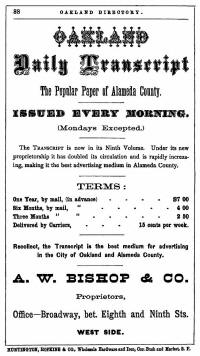 88 OAKLAND DIRECTORY.
OAKLAND
Daily Transcript
The Popular Paper of Alameda County.
ISSUED EVERY MORNING.
(Mondays Excepted.)
The Transcript is now in its Ninth Volume. Under its new
proprietorship it has doubled its circulation and is rapidly increas-
ing, making it the best advertising medium in Alameda County.
TERMS:
One Year, by mail, (in advance) - - - - $7 00
Six Months, by mail, " - - - - 4 00
Three Months " " - - - - 2 50
Delivered by Carriers, - - - 15 cents per week.
Recollect, the Transcript is the best medium for advertising
in the City of Oakland and Alameda County.
A. W. BISHOP & CO.
Proprietors,
Office—Broadway, bet. Eighth and Ninth Sts.
WEST SIDE.
HUNTINGTON, HOPKINS & CO., Wholesale Hardware and Iron, Cor. Bush and Market, S. F.